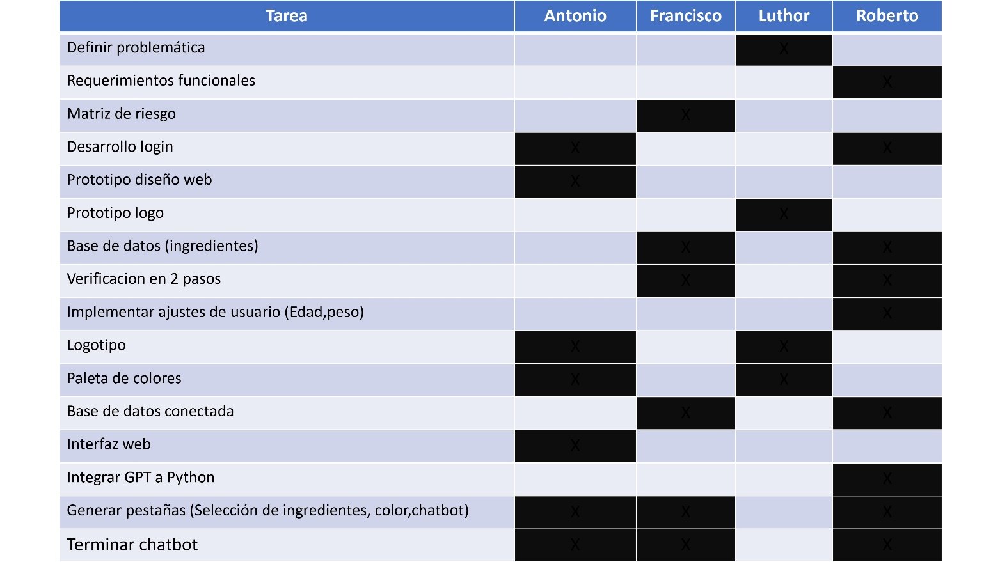 Tarea Antonio Francisco Luthor Roberto
Definir problemática X
Requerimientos funcionales X
Matriz de riesgo X
Desarrollo login X X
Prototipo diseño web X
Prototipo logo X
Base de datos (ingredientes) X X
Verificacion en 2 pasos X X
Implementar ajustes de usuario (Edad,peso) X
Logotipo X X
Paleta de colores X X
Base de datos conectada X X
Interfaz web X
Integrar GPT a Python X
Generar pestañas (Selección de ingredientes, color,chatbot) X X X
Terminar chatbot X X X